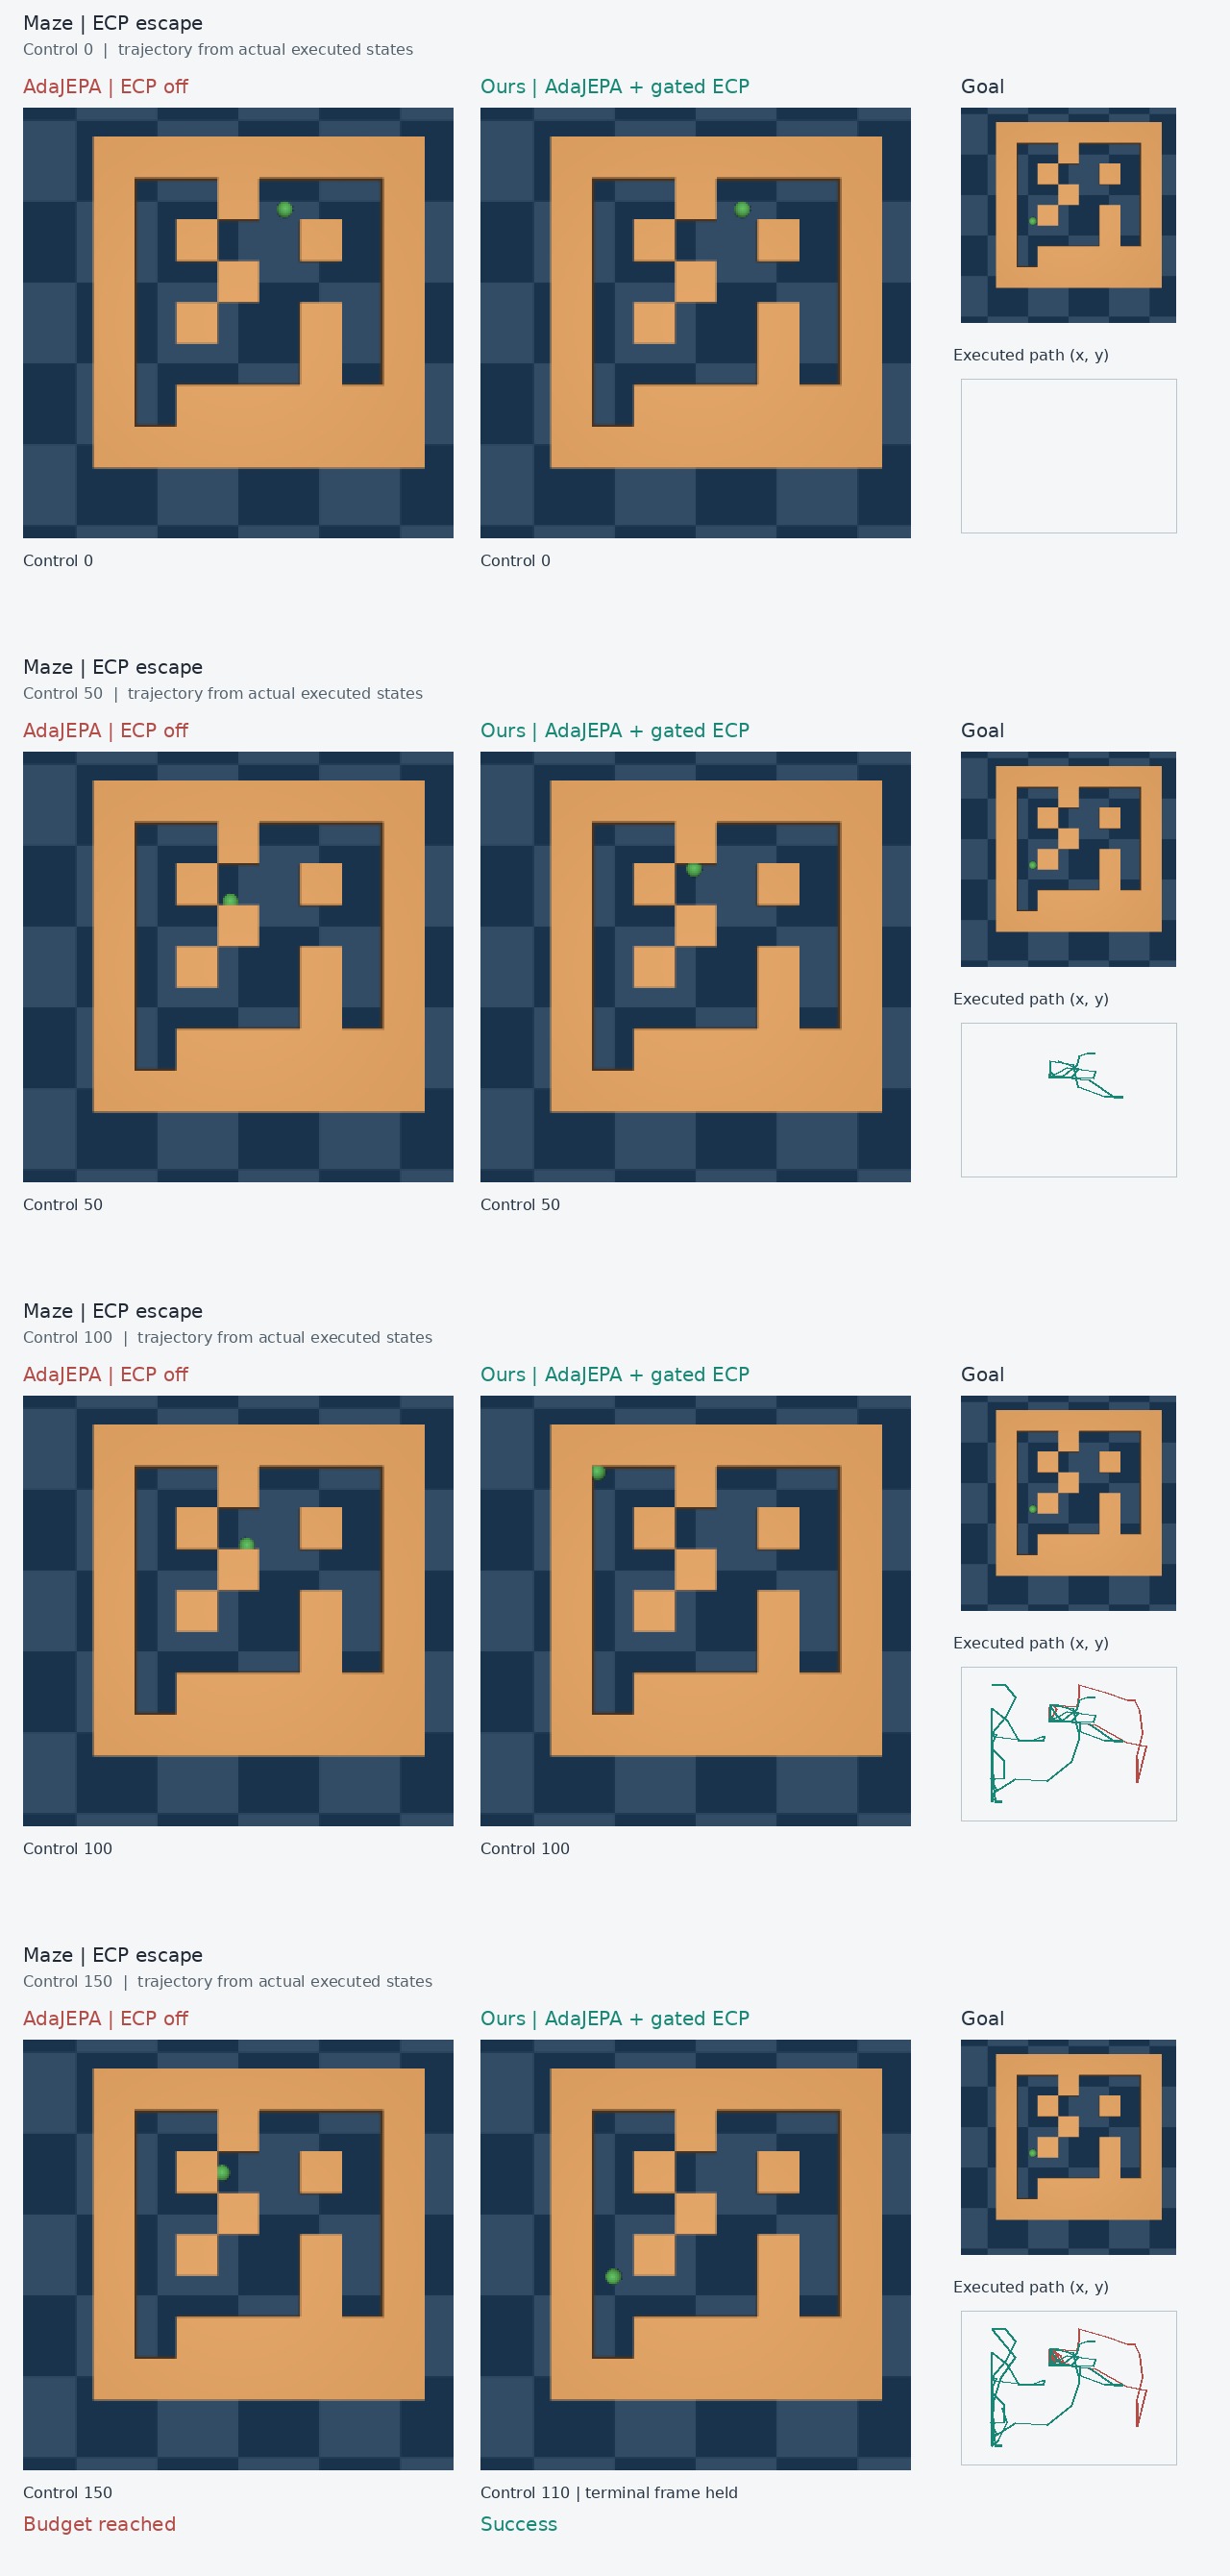 Maze | ECP escape
Control 0 | trajectory from actual executed states
AdaJEPA | ECP off
Ours | AdaJEPA + gated ECP
Goal
Executed path (x, y)
Control 0
Control 0
Maze | ECP escape
Control 50 | trajectory from actual executed states
AdaJEPA | ECP off
Ours | AdaJEPA + gated ECP
Goal
Executed path (x, y)
Control 50
Control 50
Maze | ECP escape
Control 100 | trajectory from actual executed states
AdaJEPA | ECP off
Ours | AdaJEPA + gated ECP
Goal
Executed path (x, y)
Control 100
Control 100
Maze | ECP escape
Control 150 | trajectory from actual executed states
AdaJEPA | ECP off
Ours | AdaJEPA + gated ECP
Goal
Executed path (x, y)
Control 150
Control 110 | terminal frame held
Budget reached
Success